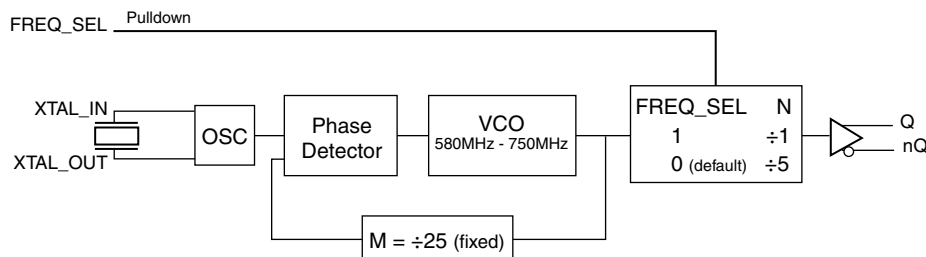 FREQ_SEL Pulldown
XTAL_IN
XTAL_OUT
OSC
Phase
Detector
VCO
580MHz - 750MHz
FREQ_SEL N
1 ÷1
0 (default) ÷5
Q
nQ
M = ÷25 (fixed)